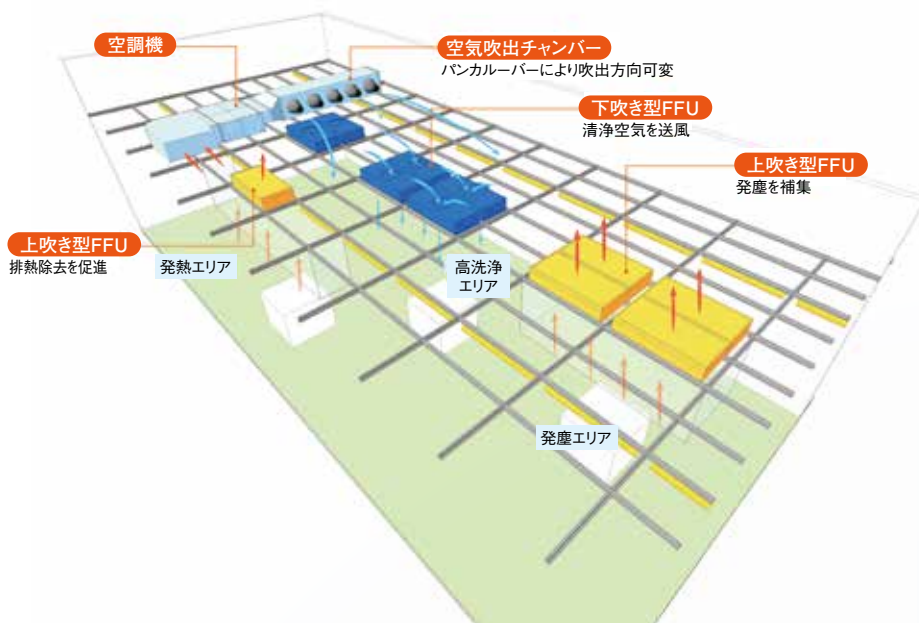 空調機
空気吹出チャンバー
パンカルーバーにより吹出方向可変
下吹き型FFU
清浄空気を送風
上吹き型FFU
発塵を補集
上吹き型FFU
排熱除去を促進
発熱エリア
高洗浄
エリア
発塵エリア